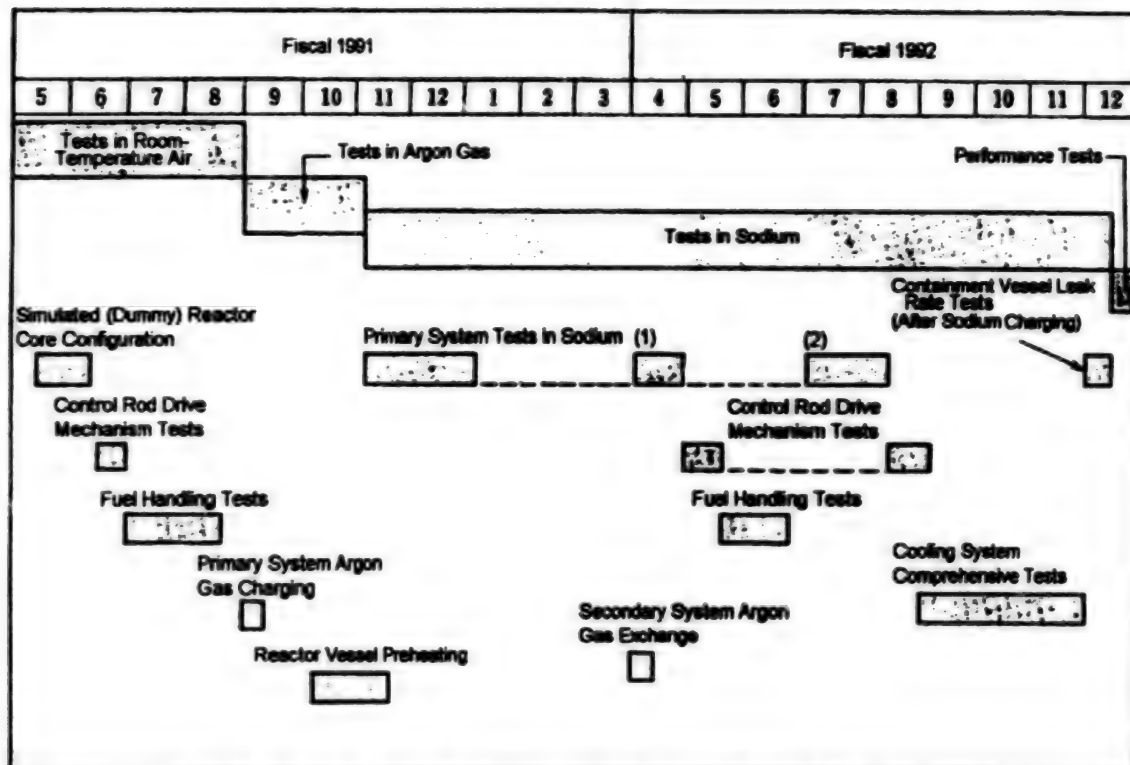 Fiscal 1991
Fiscal 1992
5 6 7 8 9 10 11 12 1 2 3 4 5 6 7 8 9 10 11 12
Tests in Room-
Temperature Air
Tests in Argon Gas
Performance Tests
Tests in Sodium
Containment Vessel Leak
Rate Tests
(After Sodium Charging)
Simulated (Dummy) Reactor
Core Configuration
Primary System Tests in Sodium (1)
(2)
Control Rod Drive
Mechanism Tests
Control Rod Drive
Mechanism Tests
Fuel Handling Tests
Fuel Handling Tests
Primary System Argon
Gas Charging
Cooling System
Comprehensive Tests
Secondary System Argon
Gas Exchange
Reactor Vessel Preheating